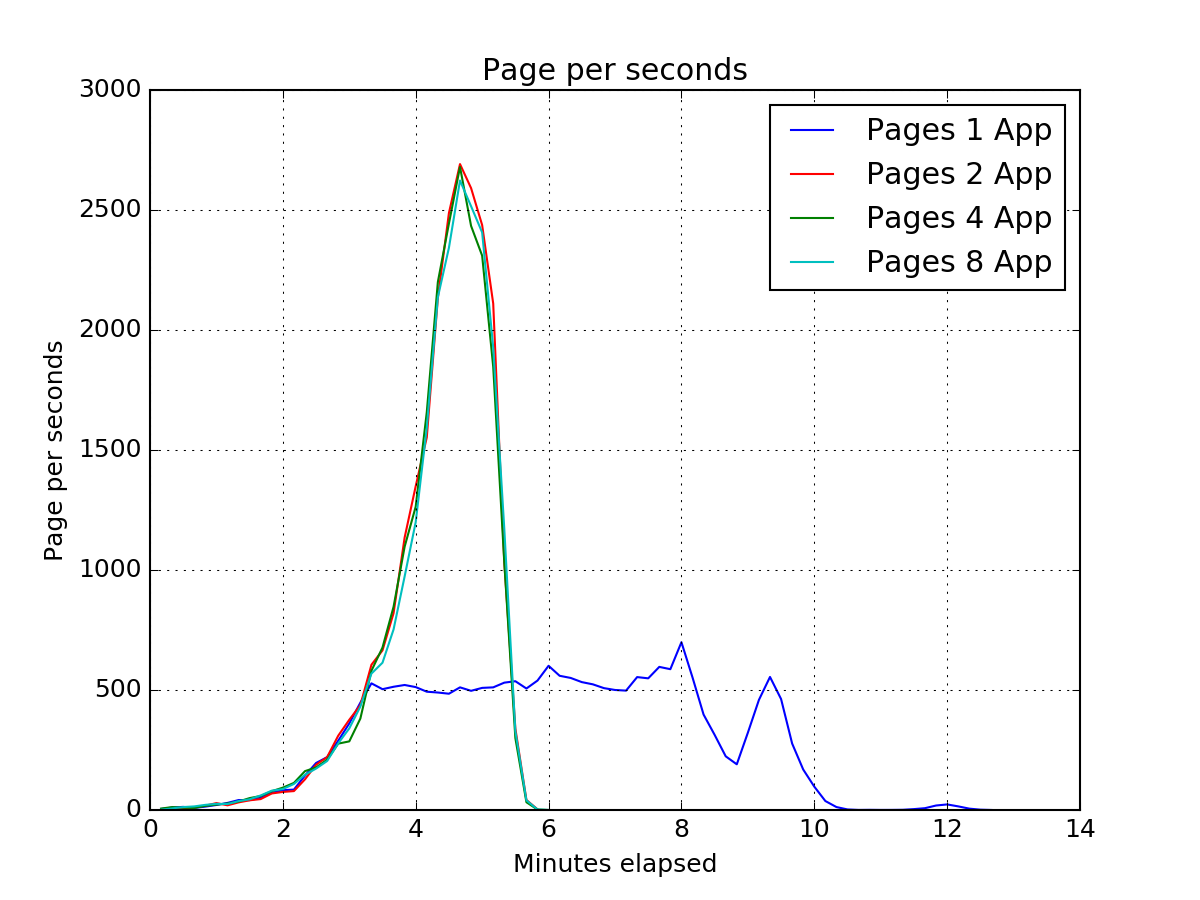 Page per seconds
Pages 1 App
Pages 2 App
Pages 4 App
Pages 8 App
Page per seconds
3000
2500
2000
1500
1000
500
0
0 2 4 6 8 10 12 14
Minutes elapsed